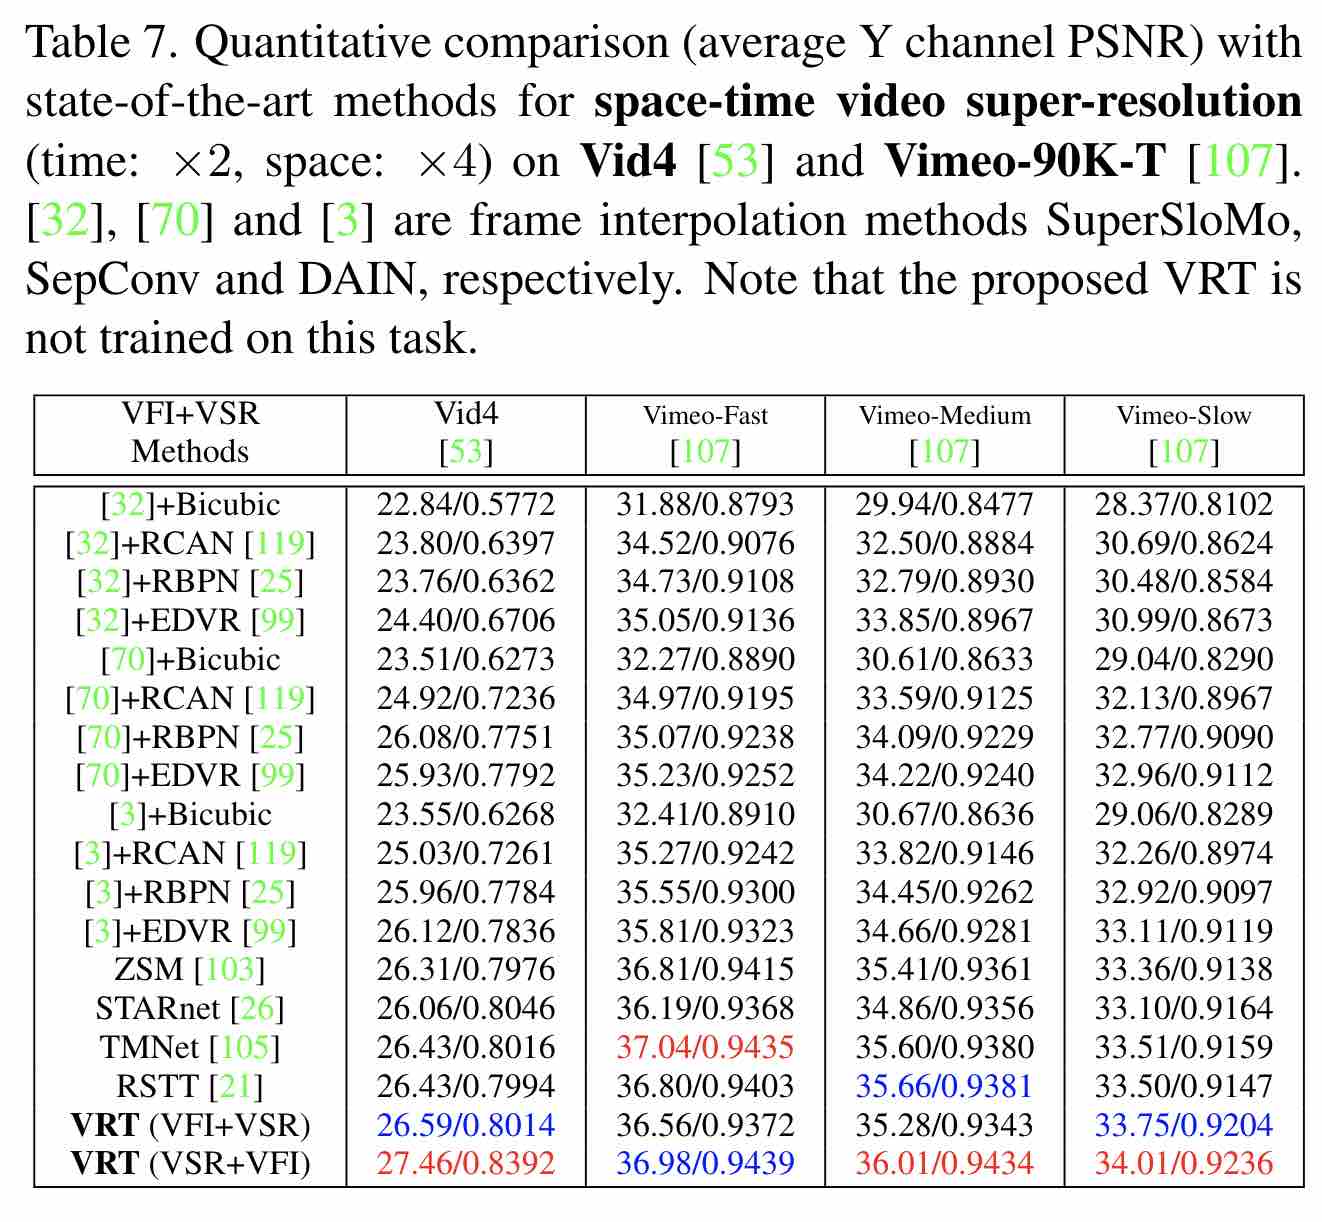 Table 7. Quantitative comparison (average Y channel PSNR) with
state-of-the-art methods for space-time video super-resolution
(time: ×2, space: ×4) on Vid4 [53] and Vimeo-90K-T [107].
[32], [70] and [3] are frame interpolation methods SuperSloMo,
SepConv and DAIN, respectively. Note that the proposed VRT is
not trained on this task.
VFI+VSR Methods Vid4 [53] Vimeo-Fast [107] Vimeo-Medium [107] Vimeo-Slow [107]
[32]+Bicubic 22.84/0.5772 31.88/0.8793 29.94/0.8477 28.37/0.8102
[32]+RCAN [119] 23.80/0.6397 34.52/0.9076 32.50/0.8884 30.69/0.8624
[32]+RBPN [25] 23.76/0.6362 34.73/0.9108 32.79/0.8930 30.48/0.8584
[32]+EDVR [99] 24.40/0.6706 35.05/0.9136 33.85/0.8967 30.99/0.8673
[70]+Bicubic 23.51/0.6273 32.27/0.8890 30.61/0.8633 29.04/0.8290
[70]+RCAN [119] 24.92/0.7236 34.97/0.9195 33.59/0.9125 32.13/0.8967
[70]+RBPN [25] 26.08/0.7751 35.07/0.9238 34.09/0.9229 32.77/0.9090
[70]+EDVR [99] 25.93/0.7792 35.23/0.9252 34.22/0.9240 32.96/0.9112
[3]+Bicubic 23.55/0.6268 32.41/0.8910 30.67/0.8636 29.06/0.8289
[3]+RCAN [119] 25.03/0.7261 35.27/0.9242 33.82/0.9146 32.26/0.8974
[3]+RBPN [25] 25.96/0.7784 35.55/0.9300 34.45/0.9262 32.92/0.9097
[3]+EDVR [99] 26.12/0.7836 35.81/0.9323 34.66/0.9281 33.11/0.9119
ZSM [103] 26.31/0.7976 36.81/0.9415 35.41/0.9361 33.36/0.9138
STARnet [26] 26.06/0.8046 36.19/0.9368 34.86/0.9356 33.10/0.9164
TMNet [105] 26.43/0.8016 37.04/0.9435 35.60/0.9380 33.51/0.9159
RSTT [21] 26.43/0.7994 36.80/0.9403 35.66/0.9381 33.50/0.9147
VRT (VFI+VSR) 26.59/0.8014 36.56/0.9372 35.28/0.9343 33.75/0.9204
VRT (VSR+VFI) 27.46/0.8392 36.98/0.9439 36.01/0.9434 34.01/0.9236